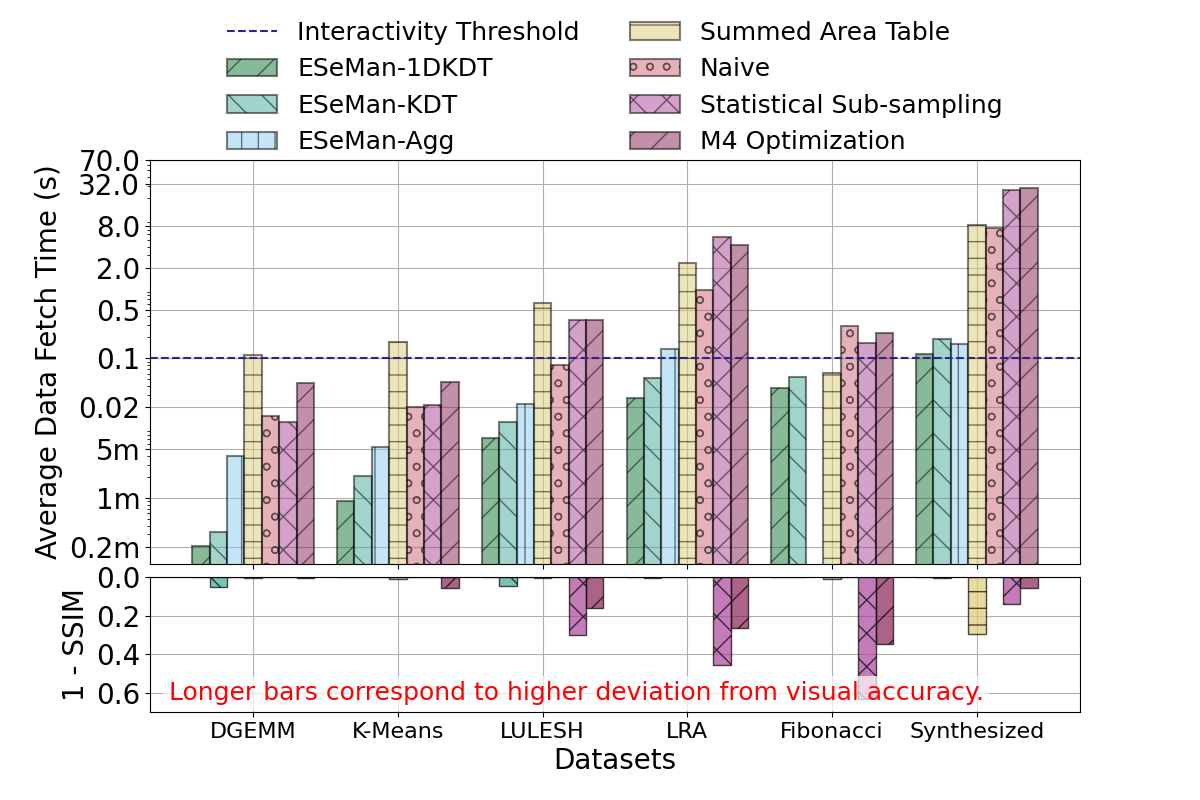 Interactivity Threshold
ESeMan-1DKDT
ESeMan-KDT
ESeMan-Agg
Summed Area Table
Naive
Statistical Sub-sampling
M4 Optimization
Average Data Fetch Time (s)
70.0
32.0
8.0
2.0
0.5
0.1
0.02
5m
1m
0.2m
1 - SSIM
0.0
0.2
0.4
0.6
Longer bars correspond to higher deviation from visual accuracy.
DGEMM K-Means LULESH LRA Fibonacci Synthesized
Datasets